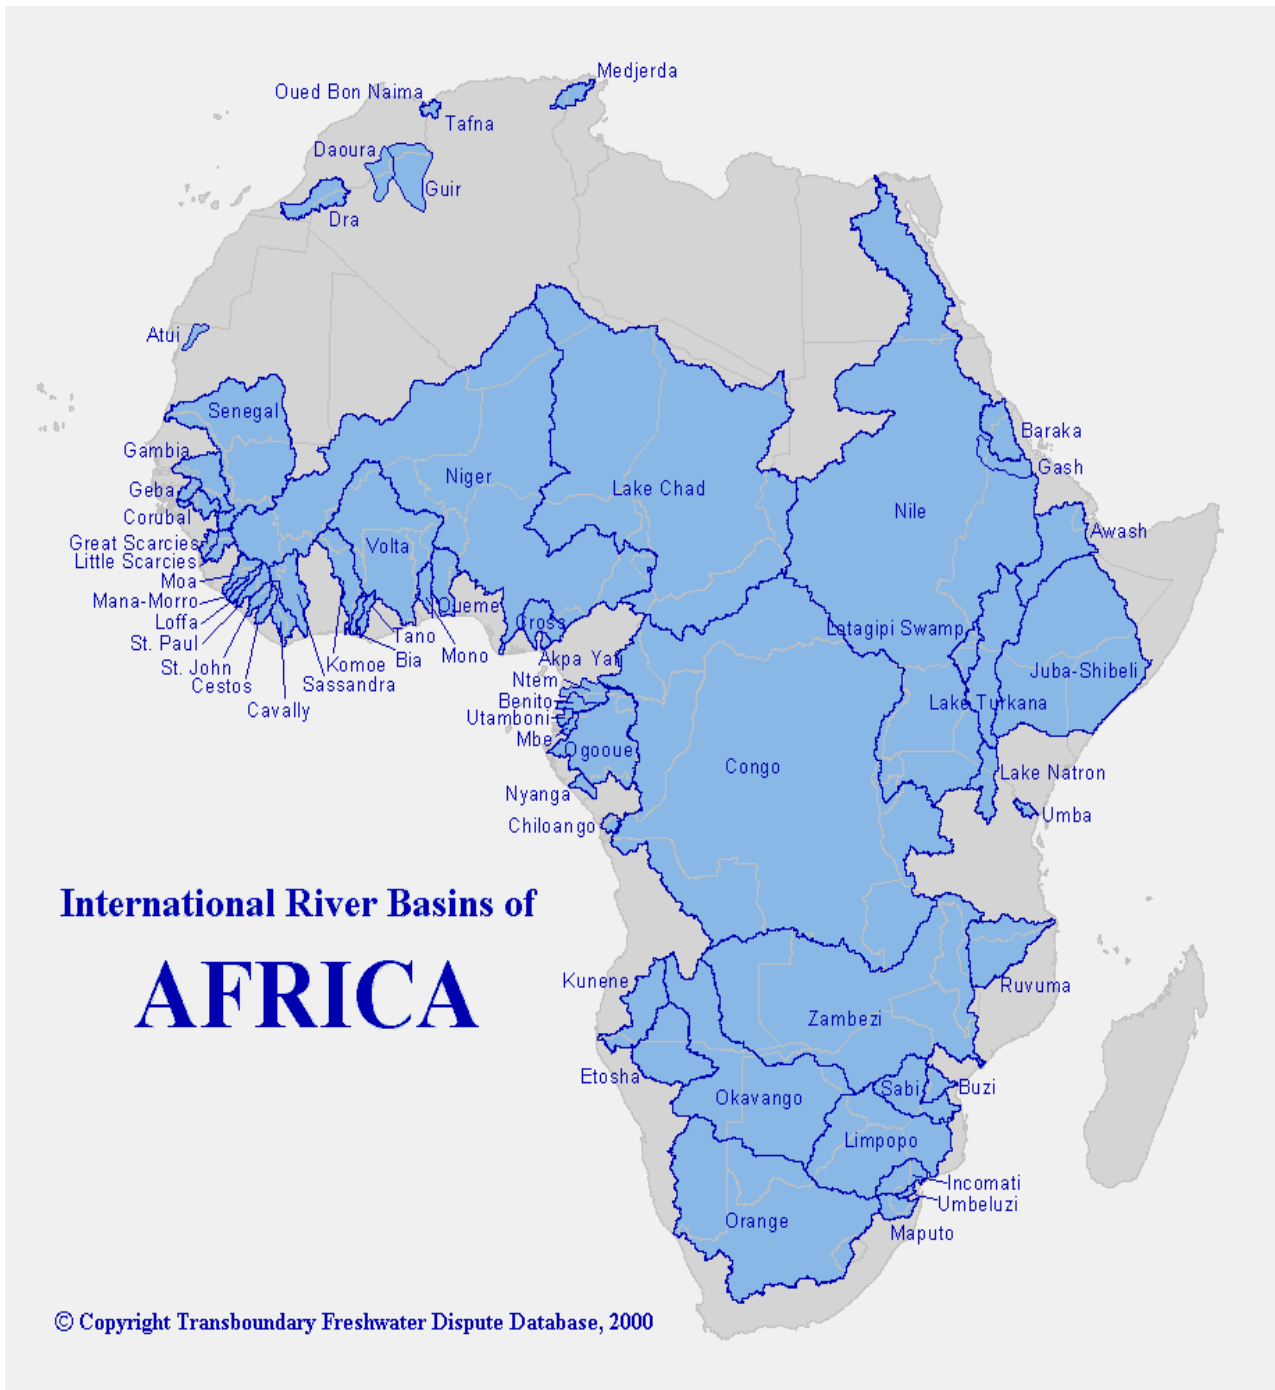 Medjerda
Oued Bon Naima
Tafna
Daoura
Guir
Dra
Atui
Senegal
Baraka
Gambia
Gash
Niger
Geba
Lake Chad
Nile
Corubal
Awash
Great Scarcies
Volta
Little Scarcies
Moa
Mana-Morro
Oueme
Loffa
Cross
Latagipi Swamp
St. Paul
Tano
Mono
Bia
Akpa Yafi
St. John
Komoe
Juba-Shibeli
Cestos
Sassandra
Ntem
Benito
Lake Turkana
Cavally
Utamboni
Mbe
Ogooue
Congo
Lake Natron
Nyanga
Umba
Chiloango
International River Basins of
AFRICA
Kunene
Ruvuma
Zambezi
Etosha
Sabi
Buzi
Okavango
Limpopo
Incomati
Umbeluzi
Orange
Maputo
© Copyright Transboundary Freshwater Dispute Database, 2000